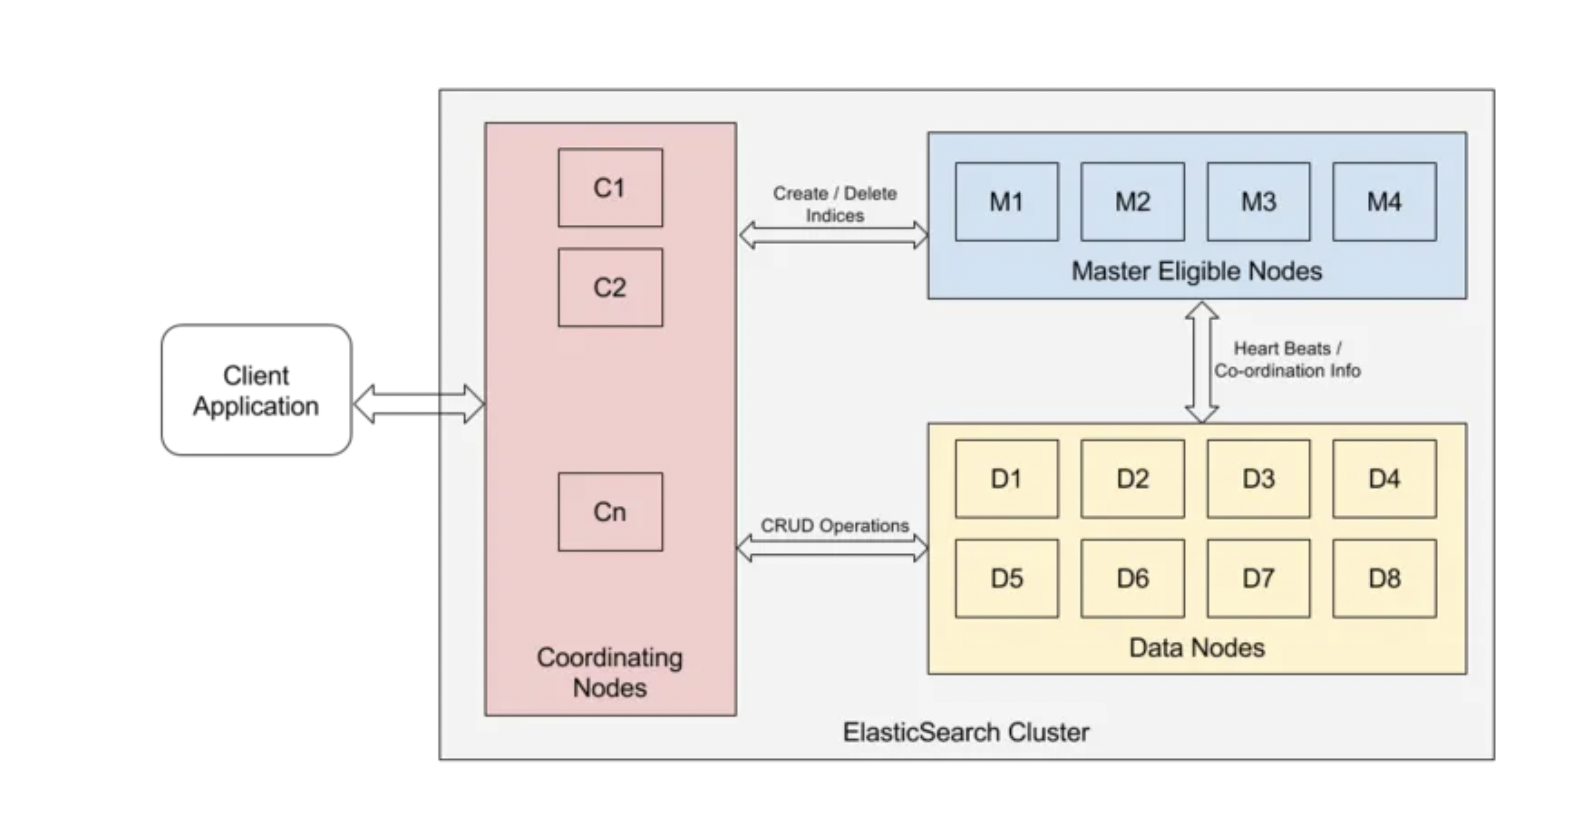 Client
Application
C1
C2
Cn
Coordinating
Nodes
Create / Delete
Indices
CRUD Operations
M1 M2 M3 M4
Master Eligible Nodes
Heart Beats /
Co-ordination Info
D1 D2 D3 D4
D5 D6 D7 D8
Data Nodes
ElasticSearch Cluster